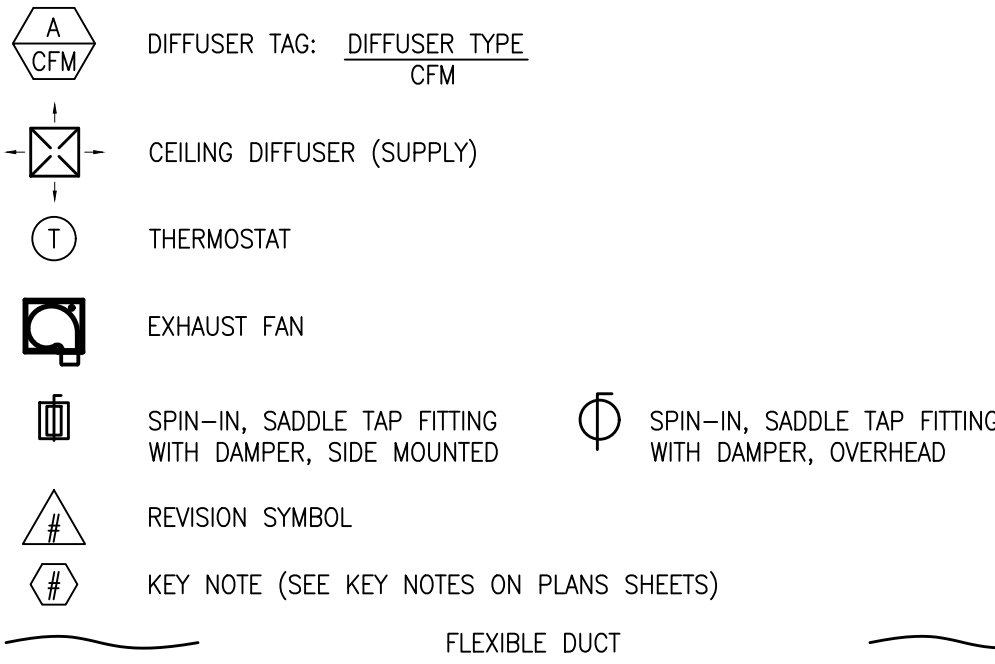 A
CFM
DIFFUSER TAG: DIFFUSER TYPE
CFM
CEILING DIFFUSER (SUPPLY)
T
THERMOSTAT
EXHAUST FAN
SPIN-IN, SADDLE TAP FITTING
WITH DAMPER, SIDE MOUNTED
SPIN-IN, SADDLE TAP FITTING
WITH DAMPER, OVERHEAD
#
REVISION SYMBOL
#
KEY NOTE (SEE KEY NOTES ON PLANS SHEETS)
FLEXIBLE DUCT